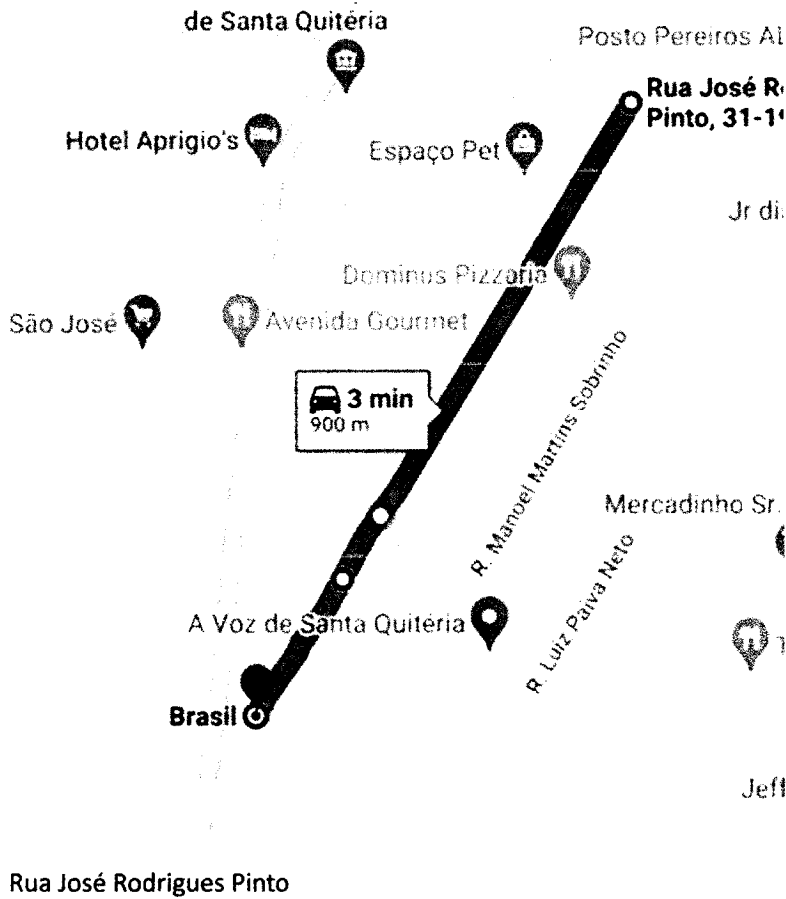 de Santa Quitéria
Posto Pereiros
Rua José
Pinto, 31-1
Hotel Aprigio's
Espaço Pet
Jr
Dominus Pizzaria
São José
Avenida Gourmet
3 min
900 m
R. Manoel Martins Sobrinho
Mercadinho Sr.
R. Luiz Paiva Neto
A Voz de Santa Quitéria
Brasil
Rua José Rodrigues Pinto